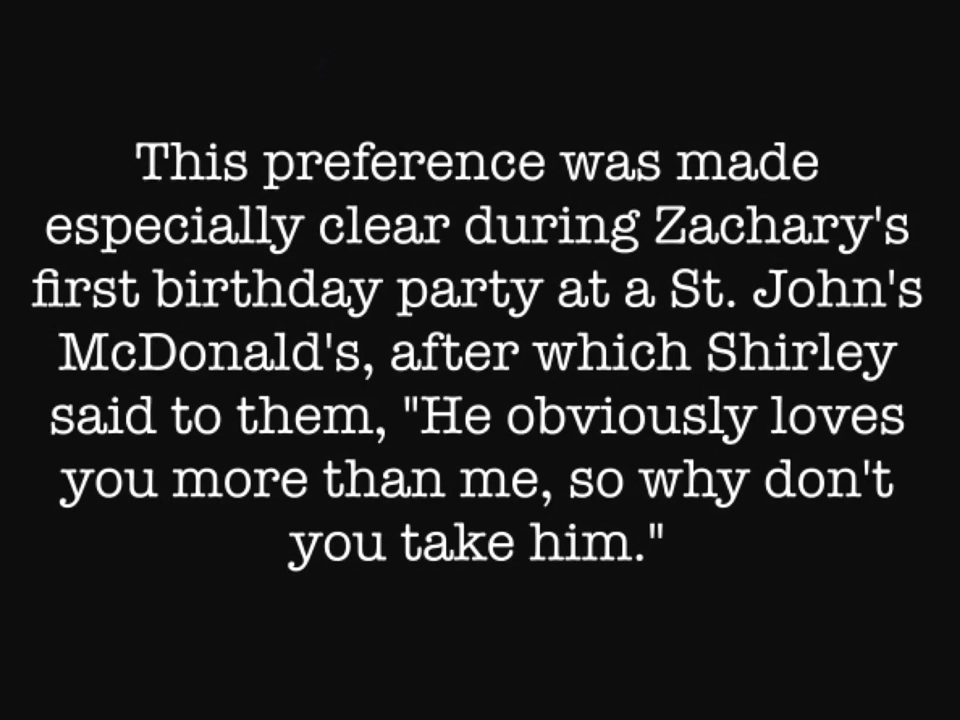 This preference was made
especially clear during Zachary's
first birthday party at a St. John's
McDonald's, after which Shirley
said to them, "He obviously loves
you more than me, so why don't
you take him."